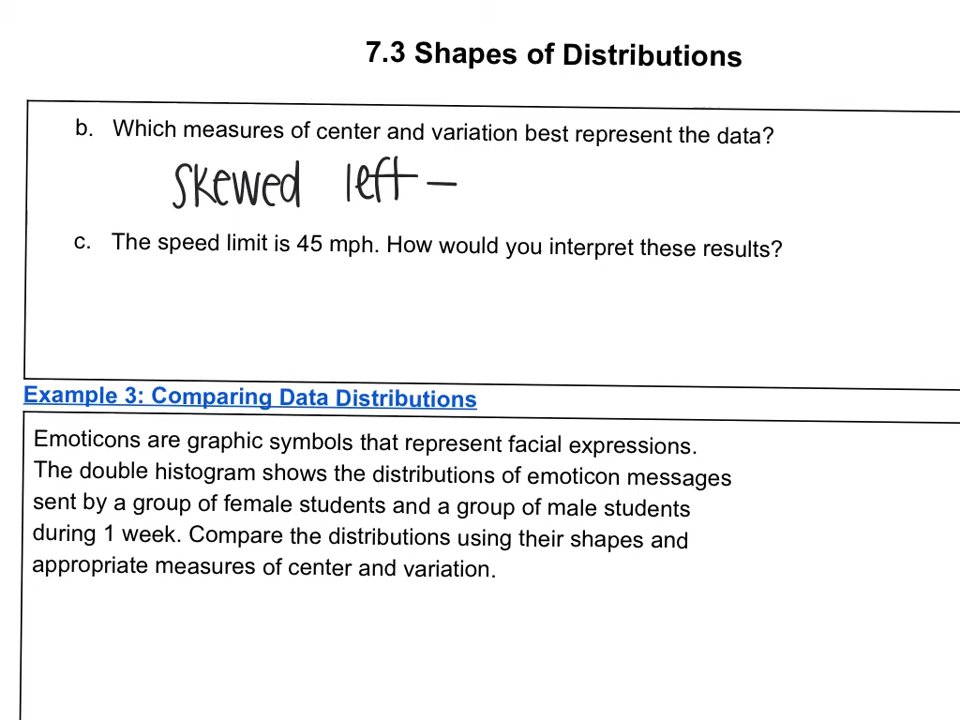 7.3 Shapes of Distributions
b. Which measures of center and variation best represent the data?
skewed left –
c. The speed limit is 45 mph. How would you interpret these results?
Example 3: Comparing Data Distributions
Emoticons are graphic symbols that represent facial expressions.
The double histogram shows the distributions of emoticon messages
sent by a group of female students and a group of male students
during 1 week. Compare the distributions using their shapes and
appropriate measures of center and variation.